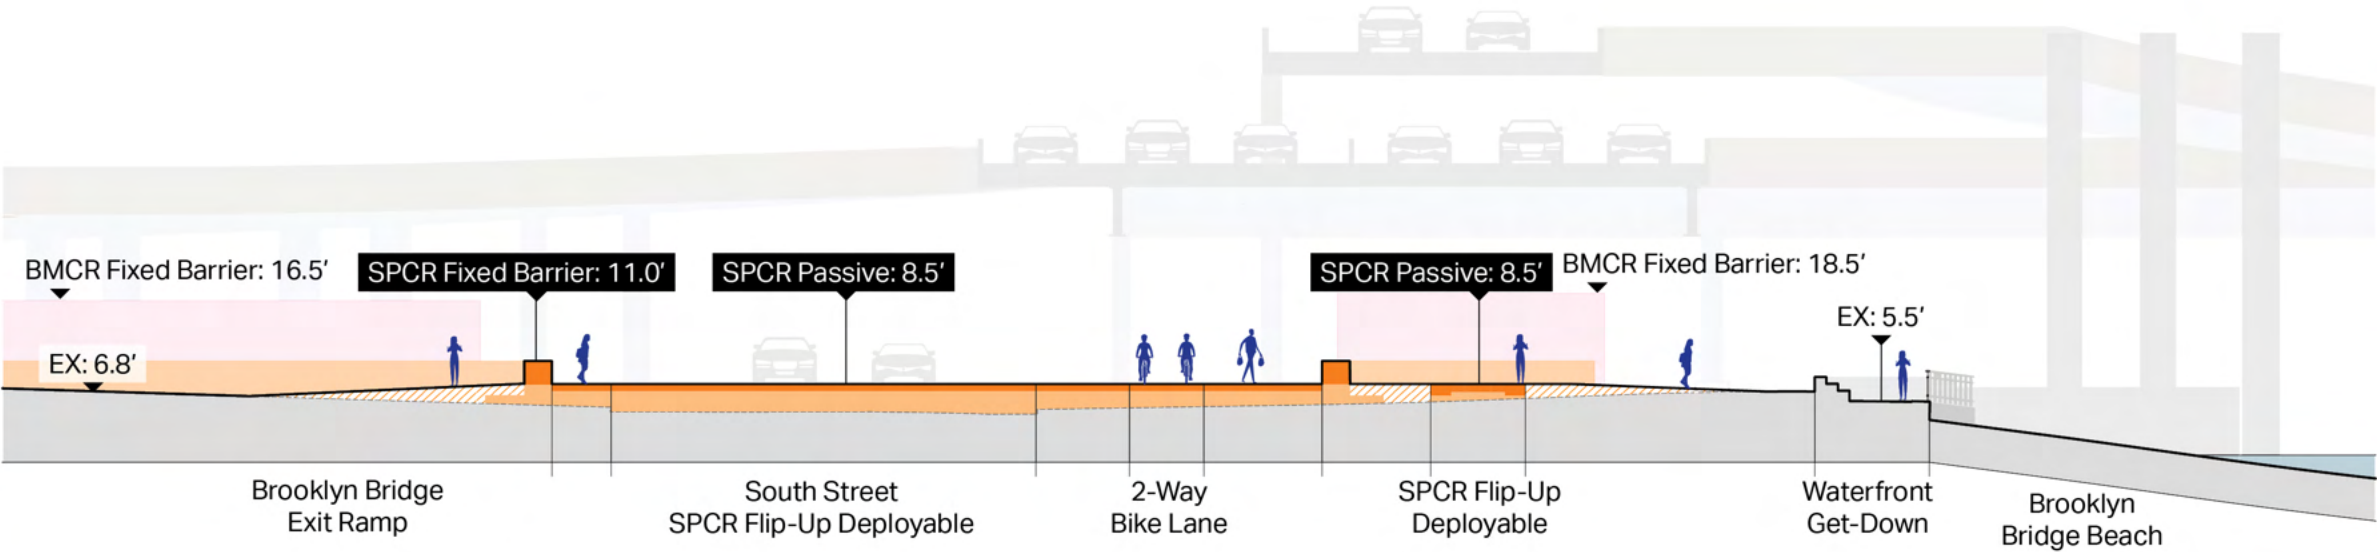 BMCR Fixed Barrier: 16.5’
SPCR Fixed Barrier: 11.0’
SPCR Passive: 8.5’
SPCR Passive: 8.5’
BMCR Fixed Barrier: 18.5’
EX: 5.5’
EX: 6.8’
Brooklyn Bridge
Exit Ramp
South Street
SPCR Flip-Up Deployable
2-Way
Bike Lane
SPCR Flip-Up
Deployable
Waterfront
Get-Down
Brooklyn
Bridge Beach